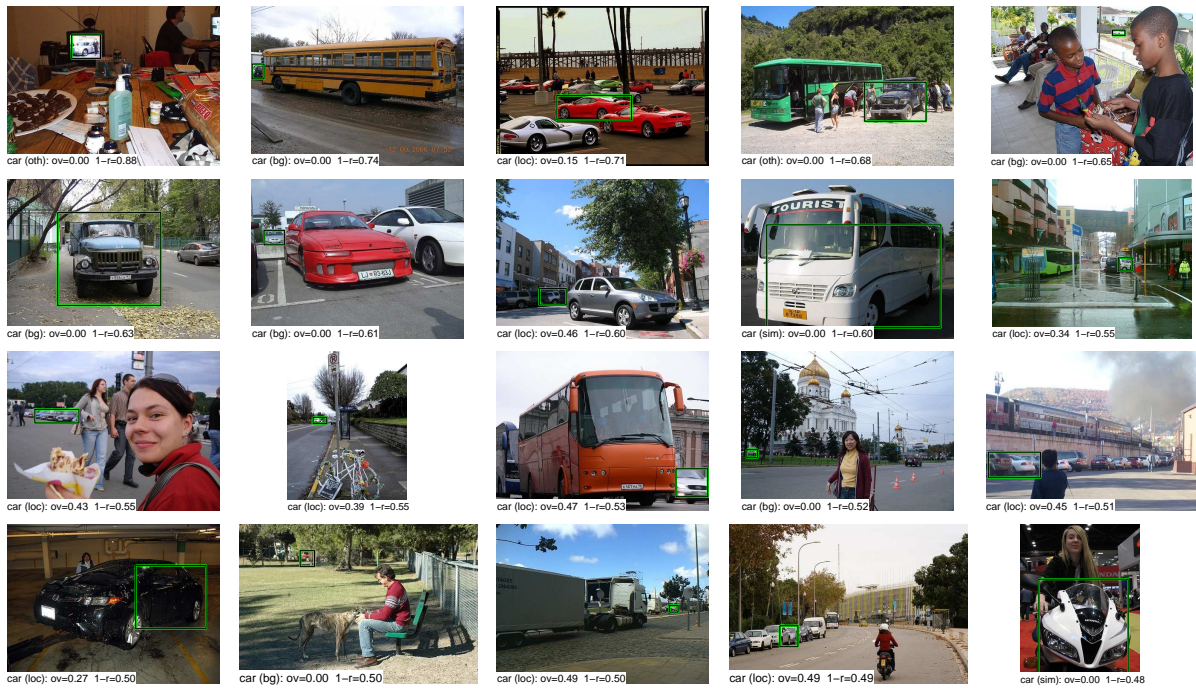 car (oth): ov=0.00 1−r=0.88
12 09 2006 07:52
car (bg): ov=0.00 1−r=0.74
car (loc): ov=0.15 1−r=0.71
car (oth): ov=0.00 1−r=0.68
car (bg): ov=0.00 1−r=0.65
car (bg): ov=0.00 1−r=0.63
car (bg): ov=0.00 1−r=0.61
car (loc): ov=0.46 1−r=0.60
TOURIST
car (sim): ov=0.00 1−r=0.60
car (loc): ov=0.34 1−r=0.55
car (loc): ov=0.43 1−r=0.55
car (loc): ov=0.39 1−r=0.55
car (loc): ov=0.47 1−r=0.53
car (bg): ov=0.00 1−r=0.52
car (loc): ov=0.45 1−r=0.51
car (loc): ov=0.27 1−r=0.50
car (bg): ov=0.00 1−r=0.50
car (loc): ov=0.49 1−r=0.50
car (loc): ov=0.49 1−r=0.49
HONDA
car (sim): ov=0.00 1−r=0.48